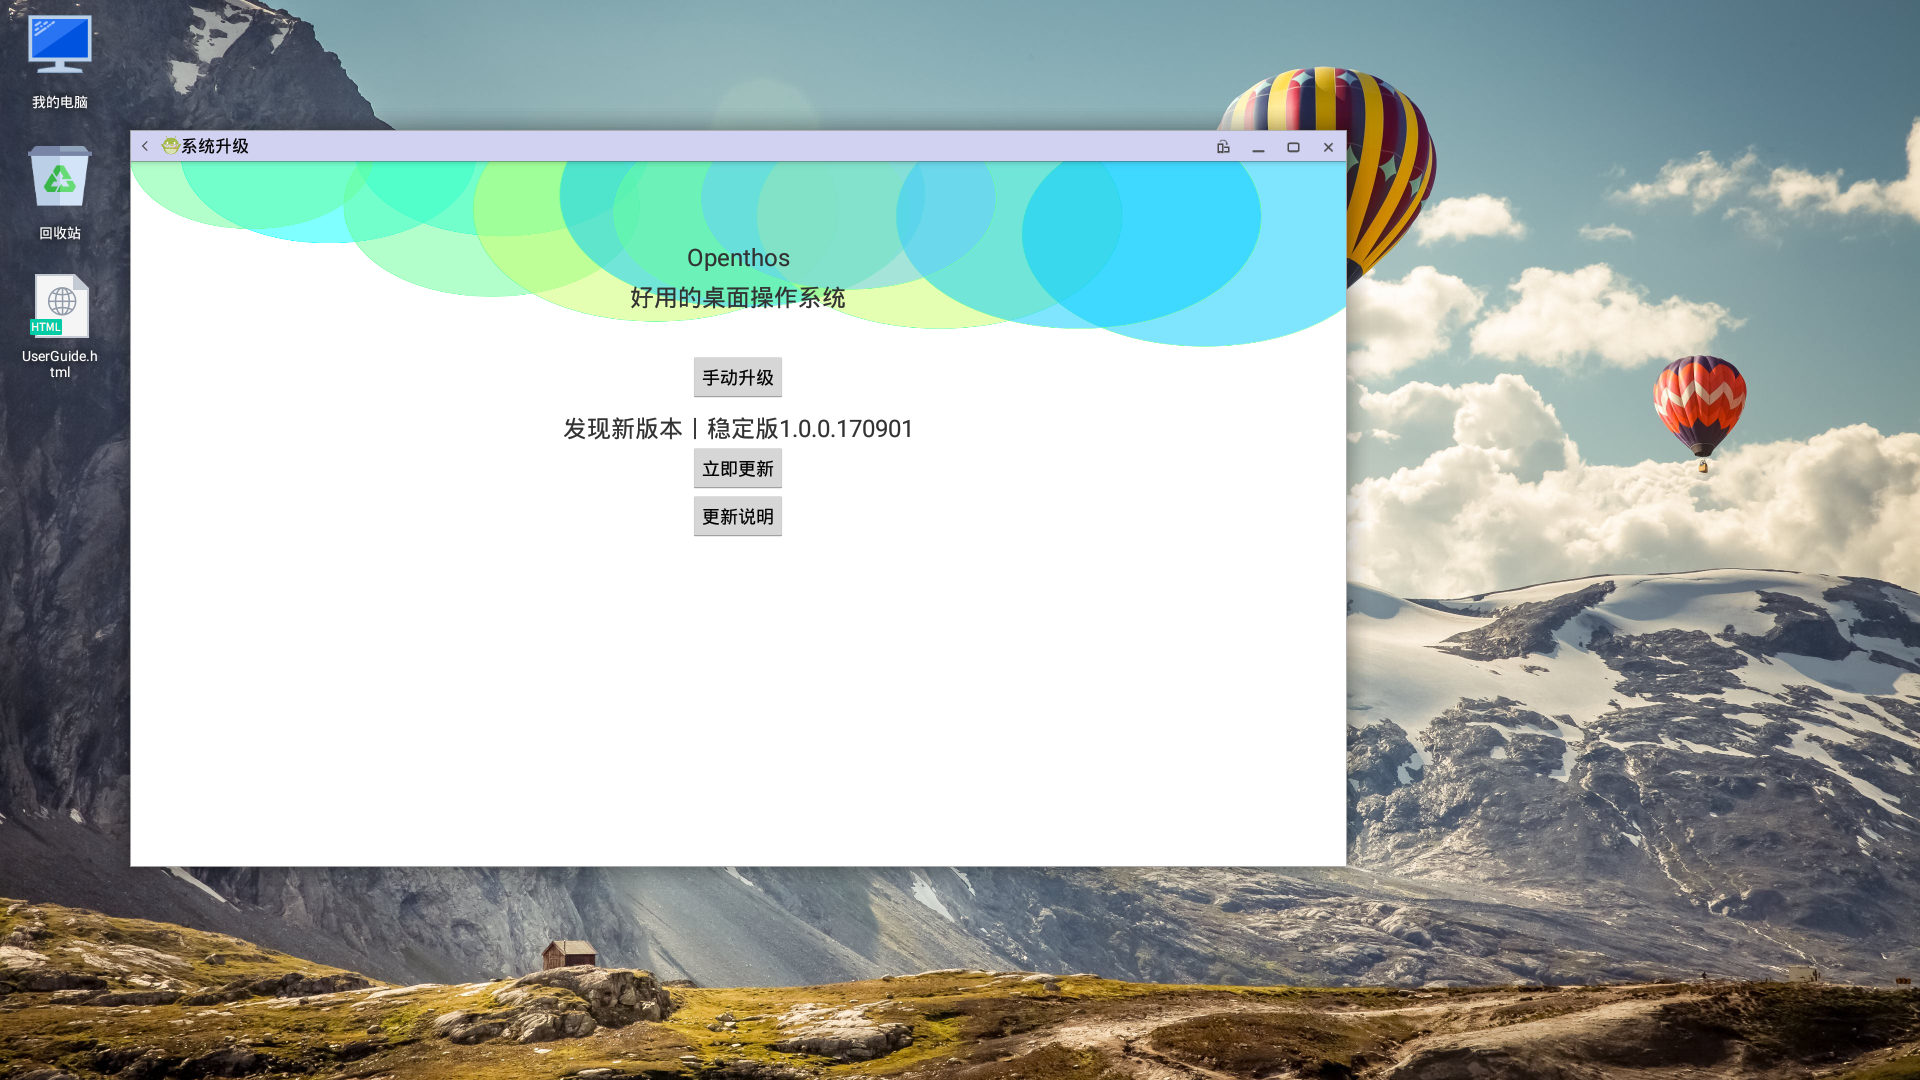 我的电脑
回收站
HTML
UserGuide.h
tml
系统升级
Openthos
好用的桌面操作系统
手动升级
发现新版本丨稳定版1.0.0.170901
立即更新
更新说明